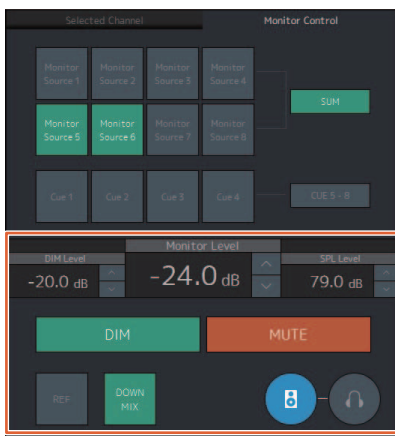 Selected Channel
Monitor Control
Monitor Source 1
Monitor Source 2
Monitor Source 3
Monitor Source 4
SUM
Monitor Source 5
Monitor Source 6
Monitor Source 7
Monitor Source 8
Cue 1
Cue 2
Cue 3
Cue 4
CUE 5 - 8
Monitor Level
DIM Level
SPL Level
-20.0 dB
-24.0 dB
79.0 dB
DIM
MUTE
REF
DOWN
MIX